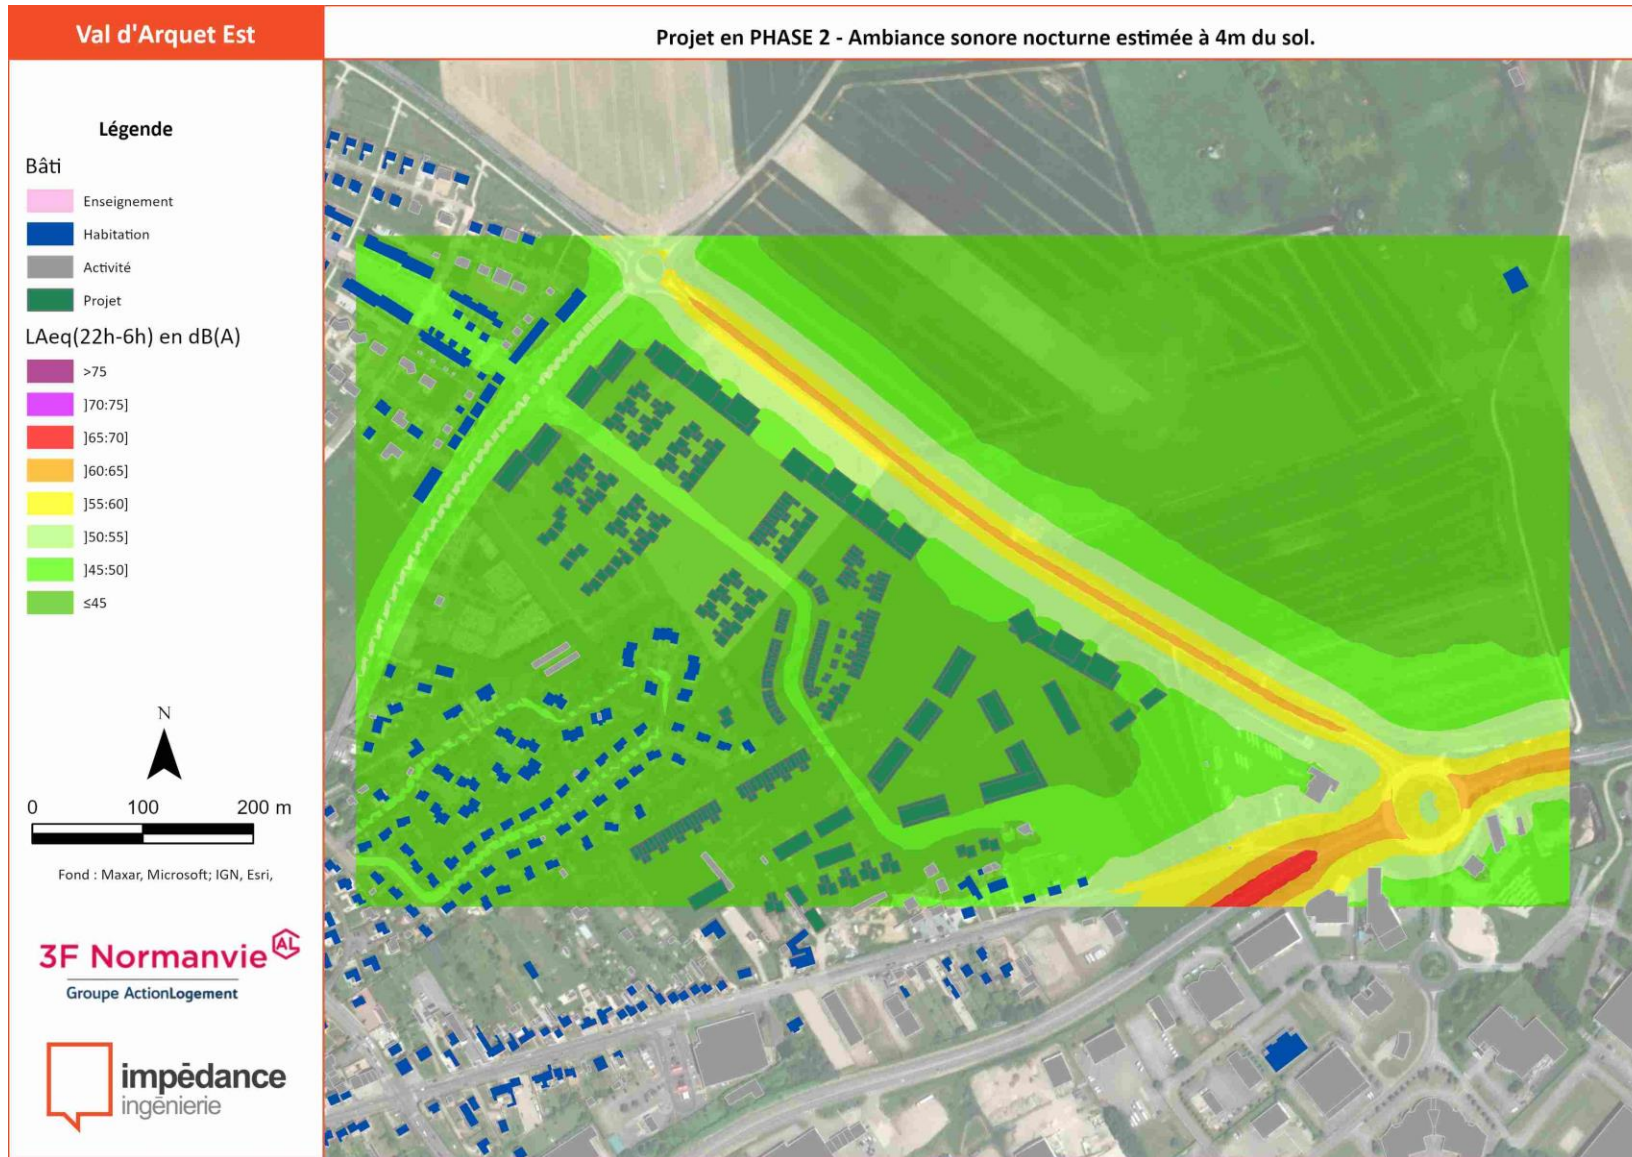 Val d'Arquet Est
Projet en PHASE 2 - Ambiance sonore nocturne estimée à 4m du sol.
Légende
Bâti
Enseignement
Habitation
Activité
Projet
LAeq(22h-6h) en dB(A)
>75
]70:75]
]65:70]
]60:65]
]55:60]
]50:55]
]45:50]
≤45
N
0 100 200 m
Fond : Maxar, Microsoft; IGN, Esri,
3F Normanvie AL
Groupe ActionLogement
impēdance
ingēnierie